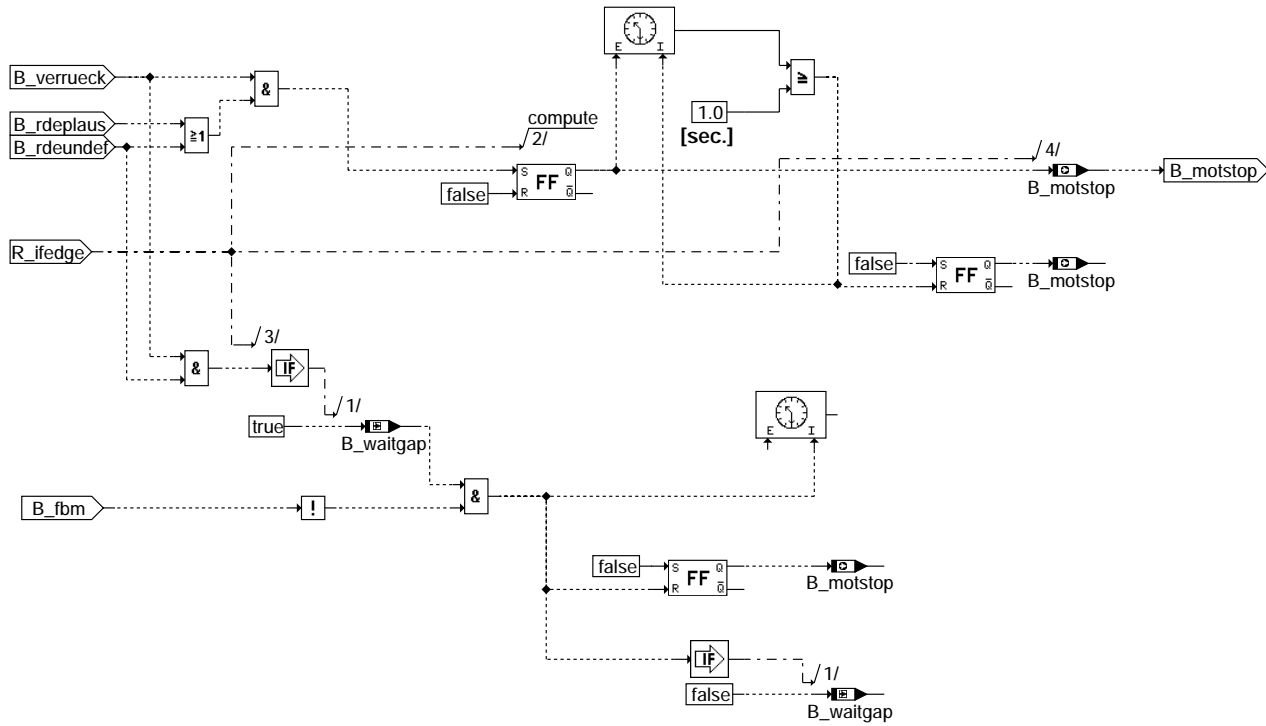 E I
B_verrueck
&
B_rdeplaus
≥1
B_rdeundef
1.0
[sec.]
≥
compute
2/
S Q
FF
R Q̅
false
4/
B_motstop
B_motstop
R_ifedge
false
S Q
FF
R Q̅
B_motstop
3/
&
IF
1/
true
B_waitgap
E I
B_fbm
!
&
false
S Q
FF
R Q̅
B_motstop
IF
1/
false
B_waitgap